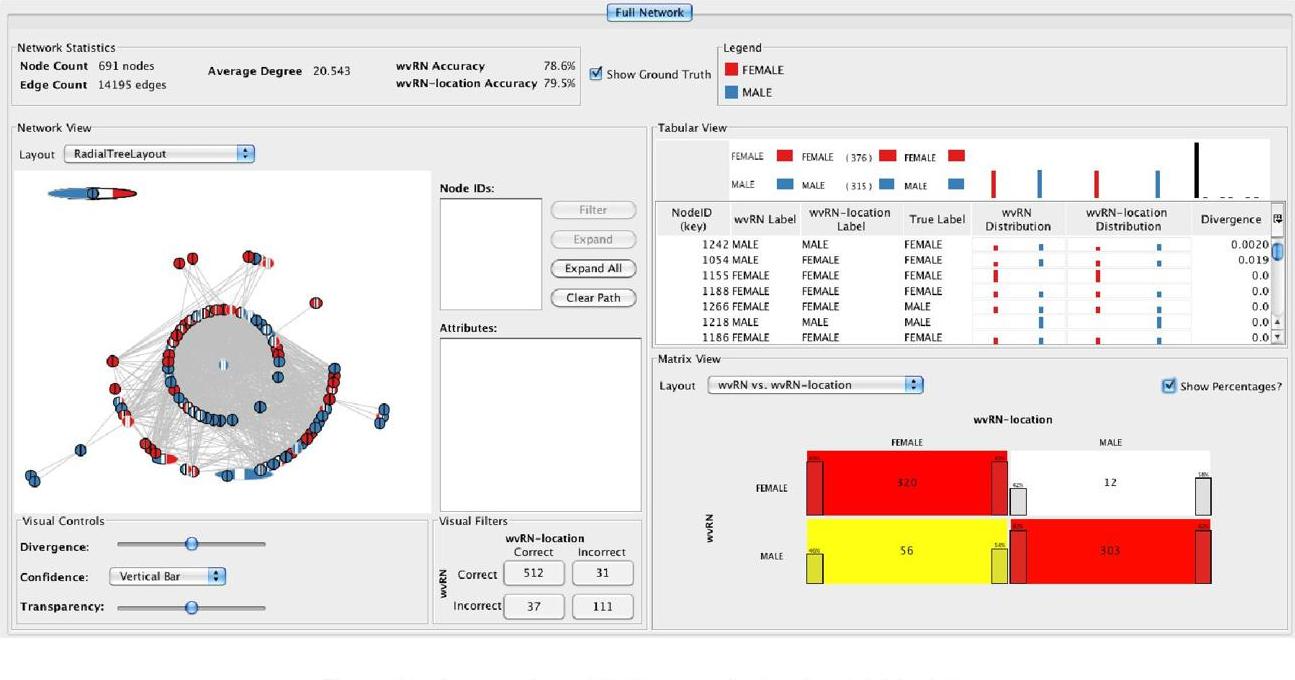 Full Network
Network Statistics
Node Count 691 nodes
Edge Count 14195 edges
Average Degree 20.543
wvRN Accuracy 78.6%
wvRN-location Accuracy 79.5%
Show Ground Truth
Legend
FEMALE
MALE
Network View
Layout RadialTreeLayout
Node IDs:
Filter
Expand
Expand All
Clear Path
Attributes:
Visual Controls
Divergence:
Confidence: Vertical Bar
Transparency:
Visual Filters
wvRN-location
Correct Incorrect
wvRN
Correct 512 31
Incorrect 37 111
Tabular View
FEMALE FEMALE (376) FEMALE
MALE MALE (315) MALE
NodeID (key) wvRN Label wvRN-location Label True Label wvRN Distribution wvRN-location Distribution Divergence
1242 MALE MALE FEMALE 0.0020
1054 MALE MALE FEMALE 0.019
1155 FEMALE FEMALE FEMALE 0.0
1188 FEMALE FEMALE FEMALE 0.0
1266 FEMALE FEMALE MALE 0.0
1218 MALE MALE MALE 0.0
1186 FEMALE FEMALE FEMALE 0.0
Matrix View
Layout wvRN vs. wvRN-location
Show Percentages?
wvRN-location
FEMALE MALE
wvRN
FEMALE 320 12
MALE 56 303